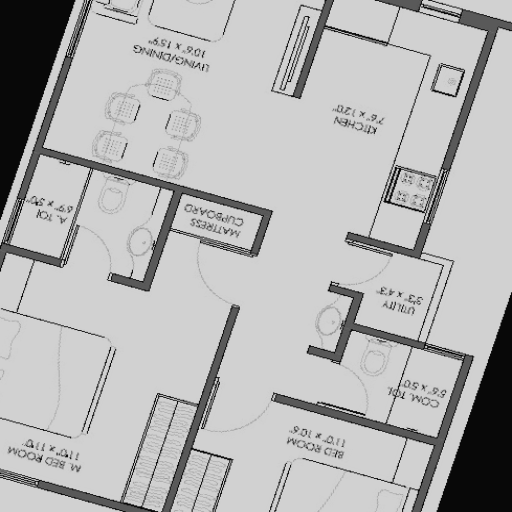 LIVING/DINING
10'6" X 15'9"
KITCHEN
7'6" X 12'0"
A. TOI.
6'9" X 5'0"
MATTRESS
CUPBOARD
UTILITY
3'3" X 4'3"
COM. TOI.
6'6" X 5'0"
M. BED ROOM
11'0" X 11'0"
BED ROOM
11'0" X 10'6"